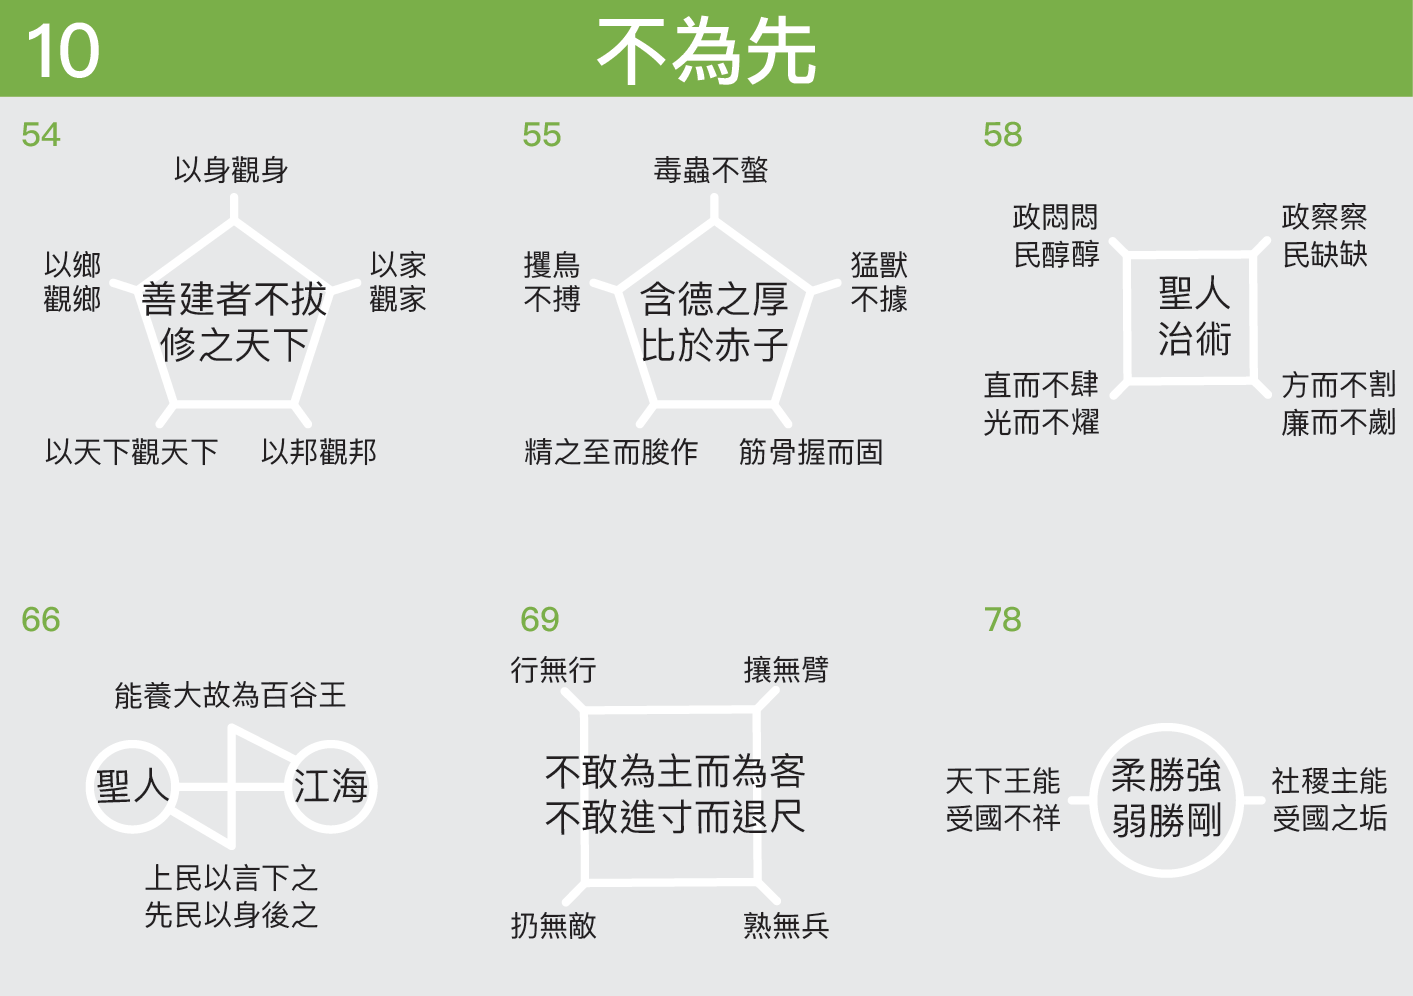 10
不為先
54
以身觀身
以鄉
觀鄉
以家
觀家
善建者不拔
修之天下
以天下觀天下
以邦觀邦
55
毒蟲不螫
攫鳥
不搏
猛獸
不據
含德之厚
比於赤子
精之至而朘作
筋骨握而固
58
政悶悶
民醇醇
政察察
民缺缺
聖人
治術
直而不肆
光而不燿
方而不割
廉而不劌
66
能養大故為百谷王
聖人
江海
上民以言下之
先民以身後之
69
行無行
攘無臂
不敢為主而為客
不敢進寸而退尺
扔無敵
熟無兵
78
天下王能
受國不祥
柔勝強
弱勝剛
社稷主能
受國之垢